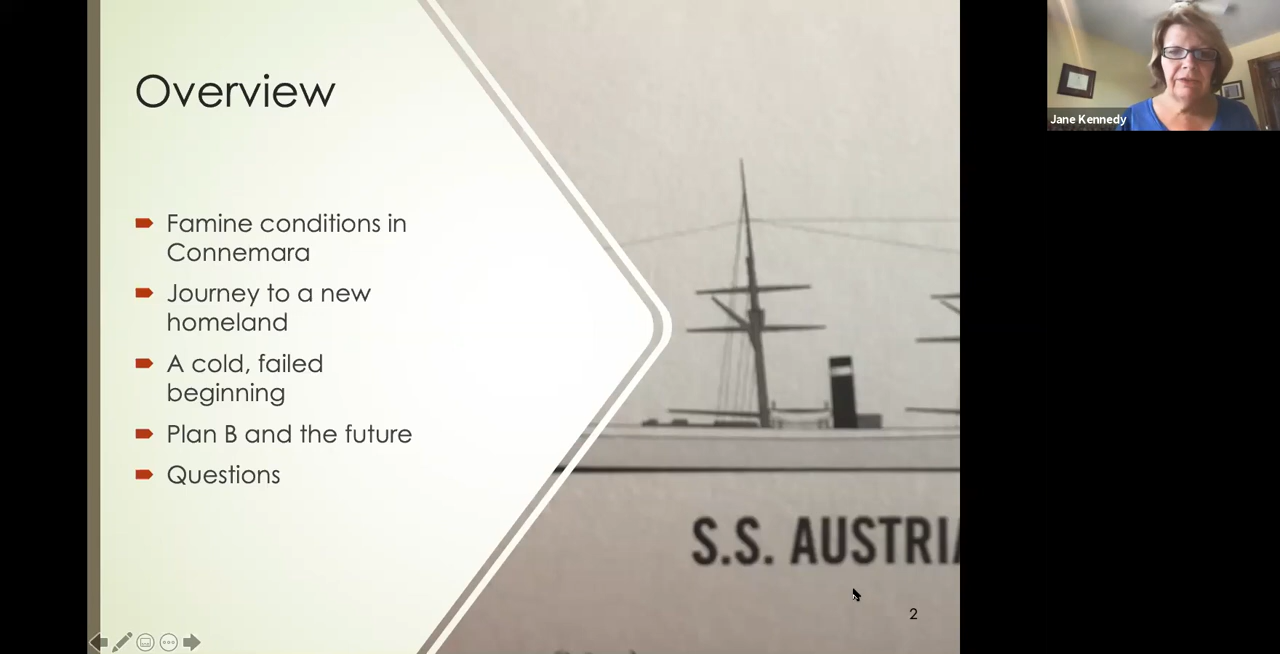 Overview
Famine conditions in
Connemara
Journey to a new
homeland
A cold, failed
beginning
Plan B and the future
Questions
S.S. AUSTRIA
2
Jane Kennedy